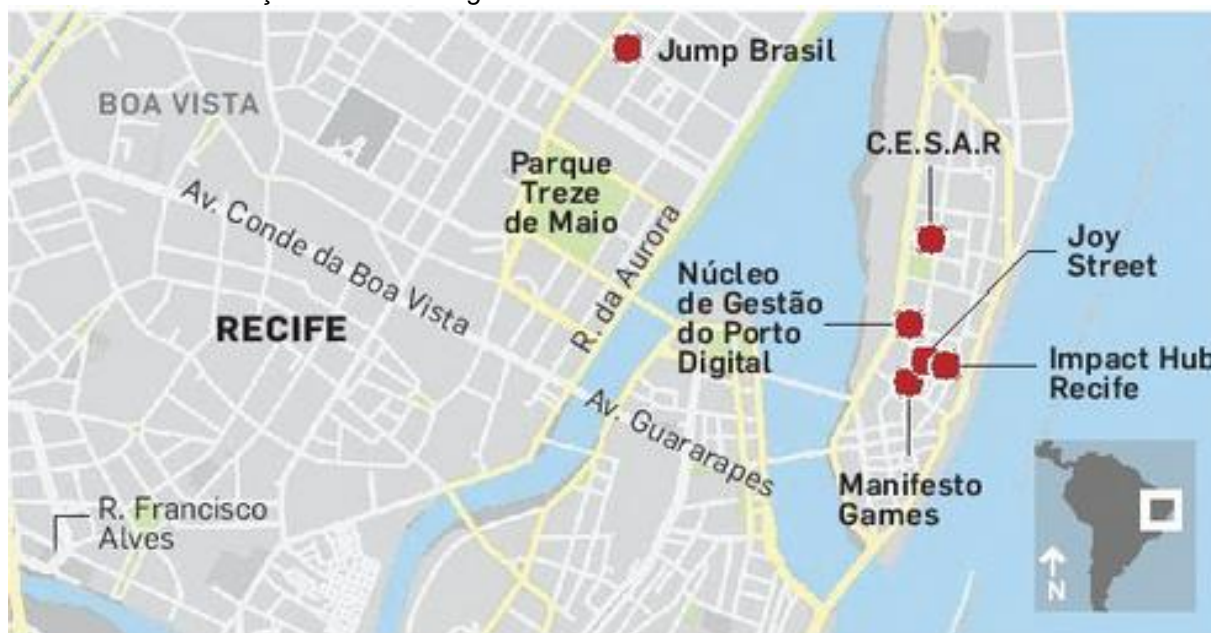 Jump Brasil
BOA VISTA
C.E.S.A.R
Parque
Treze
de Maio
Av. Conde da Boa Vista
R. da Aurora
Joy
Street
Núcleo
de Gestão
do Porto
Digital
RECIFE
Impact Hub
Recife
Av. Guararapes
Manifesto
Games
R. Francisco
Alves
N